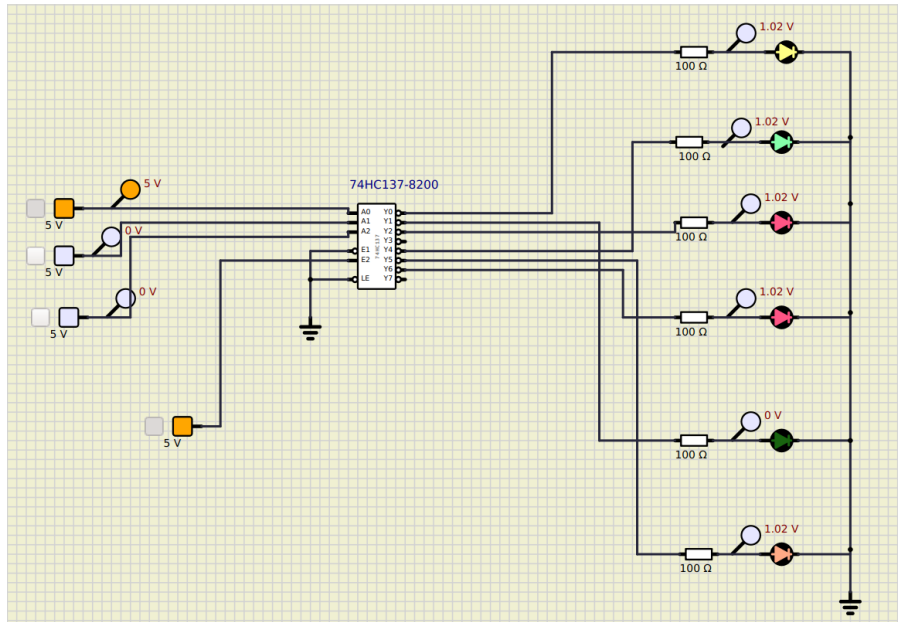 1.02 V
100 Ω
1.02 V
100 Ω
74HC137-8200
5 V
5 V
1.02 V
100 Ω
0 V
5 V
0 V
5 V
A0 Y0
A1 Y1
A2 Y2
Y3
E1 Y4
E2 Y5
Y6
LE Y7
74HC137
1.02 V
100 Ω
5 V
0 V
100 Ω
1.02 V
100 Ω